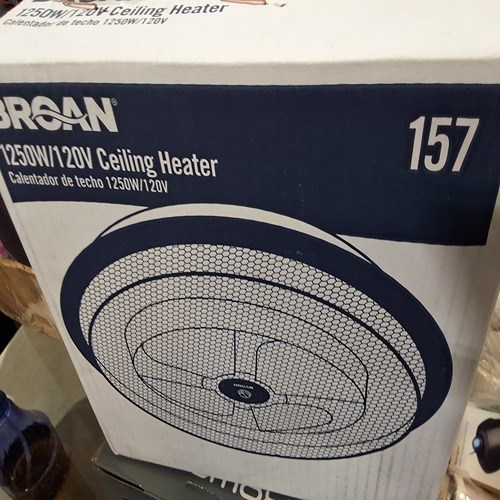 1250W/120V Ceiling Heater
Calentador de techo 1250W/120V
BROAN®
157
1250W/120V Ceiling Heater
Calentador de techo 1250W/120V
BROAN